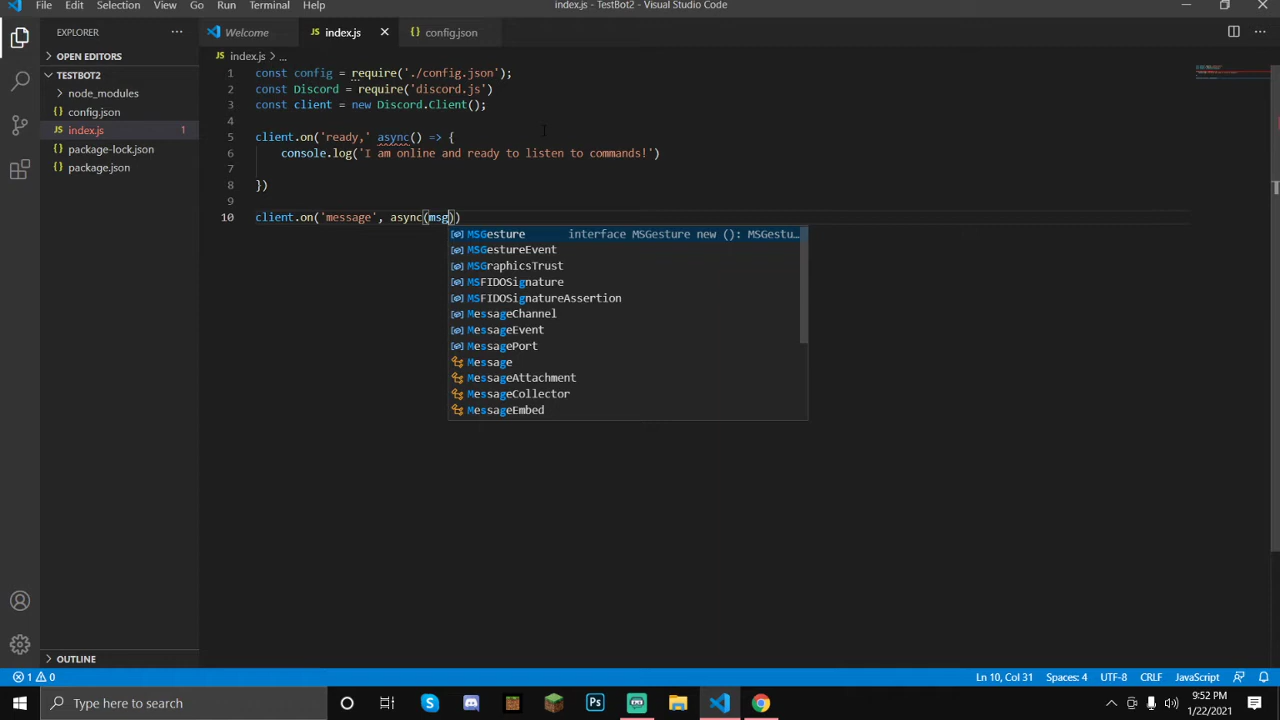 File Edit Selection View Go Run Terminal Help index.js - TestBot2 - Visual Studio Code
EXPLORER ··· Welcome JS index.js × config.json ···
OPEN EDITORS
TESTBOT2
node_modules
config.json
JS index.js 1
package-lock.json
package.json
OUTLINE
JS index.js > ...
1 const config = require('./config.json');
2 const Discord = require('discord.js')
3 const client = new Discord.Client();
4
5 client.on('ready,' async() => {
6 console.log('I am online and ready to listen to commands!')
7
8 })
9
10 client.on('message', async(msg))
MSGesture interface MSGesture new (): MSGestu...
MSGestureEvent
MSGraphicsTrust
MSFIDOSignature
MSFIDOSignatureAssertion
MessageChannel
MessageEvent
MessagePort
Message
MessageAttachment
MessageCollector
MessageEmbed
1 0 Ln 10, Col 31 Spaces: 4 UTF-8 CRLF JavaScript
Type here to search Ps 9:52 PM
1/22/2021